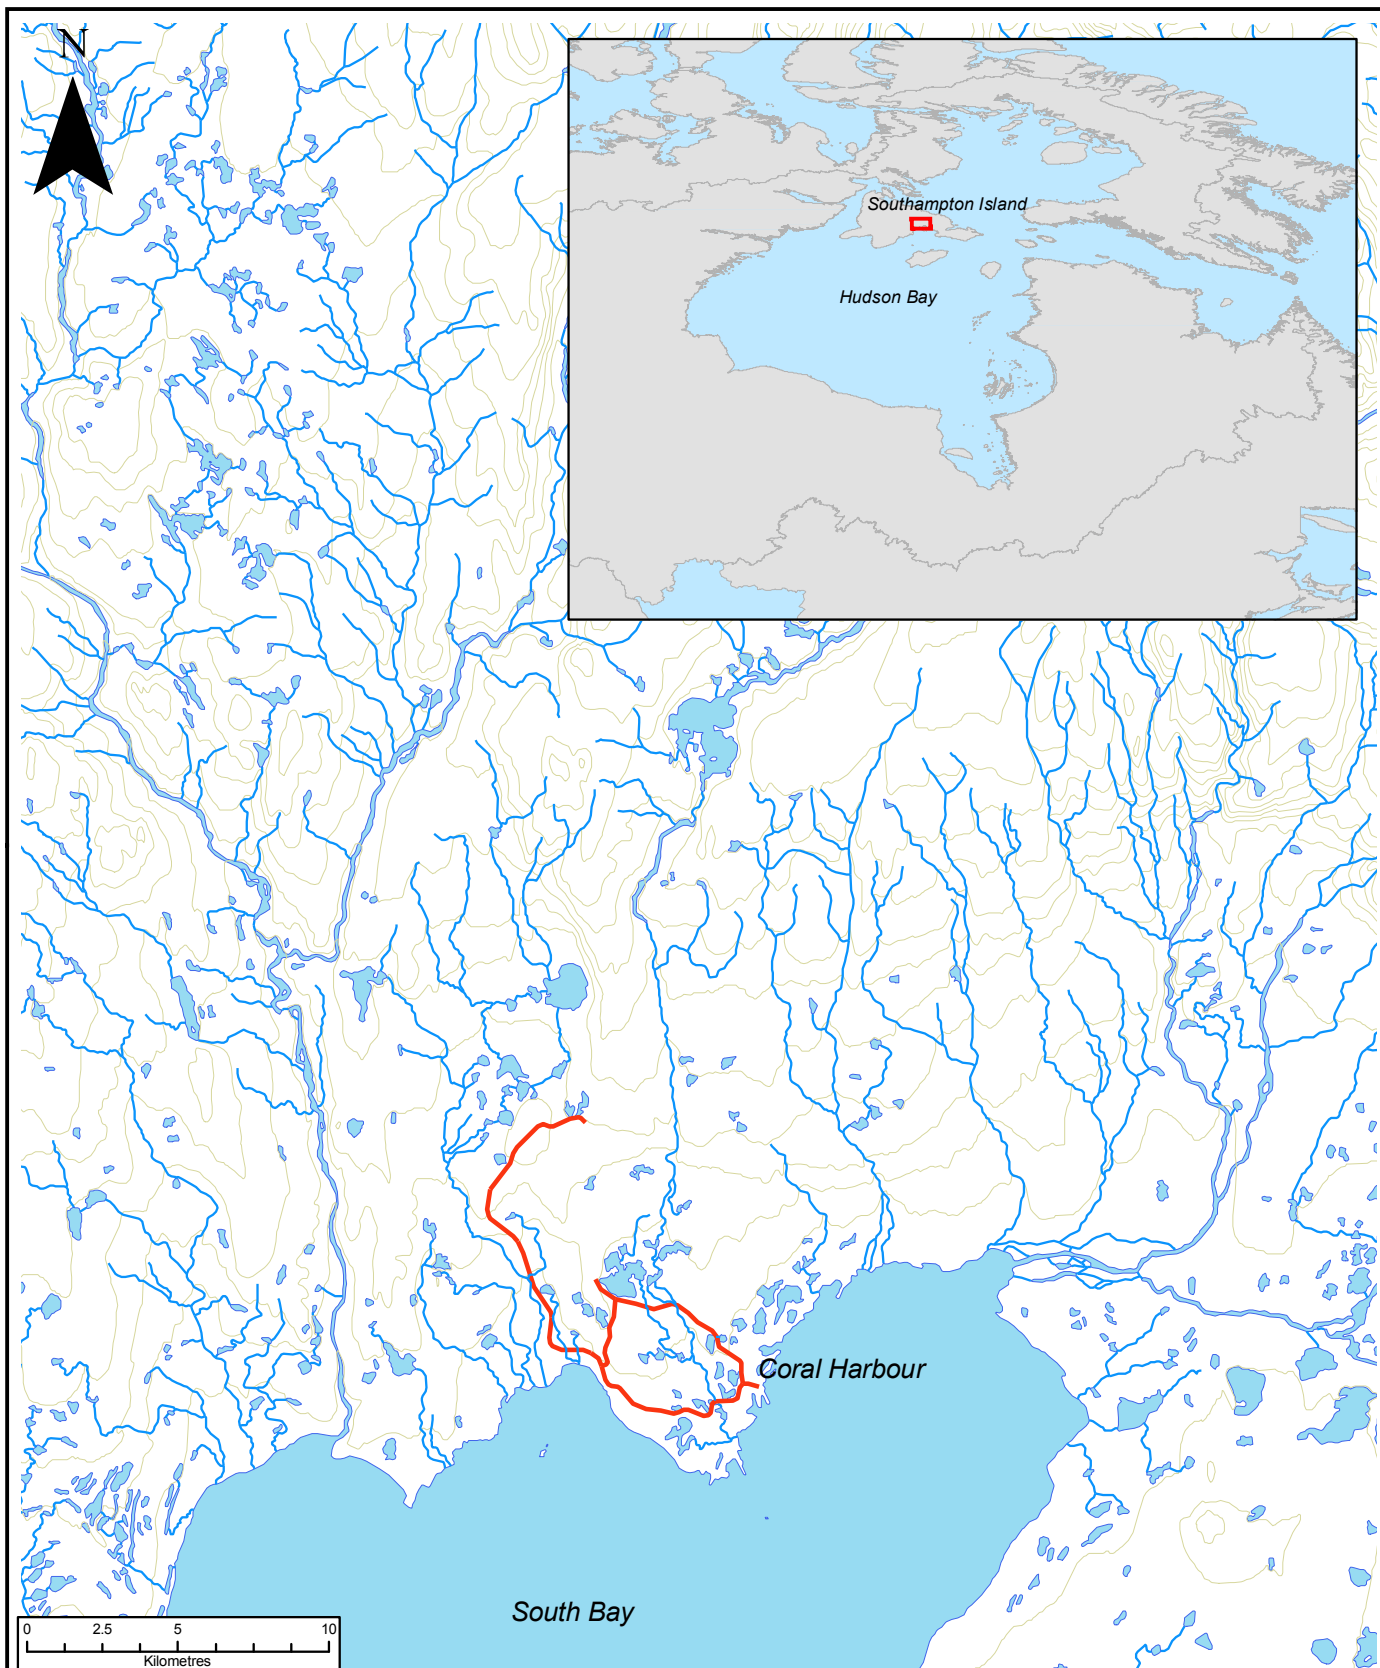 N
Southampton Island
Hudson Bay
Coral Harbour
South Bay
0 2.5 5 10
Kilometres